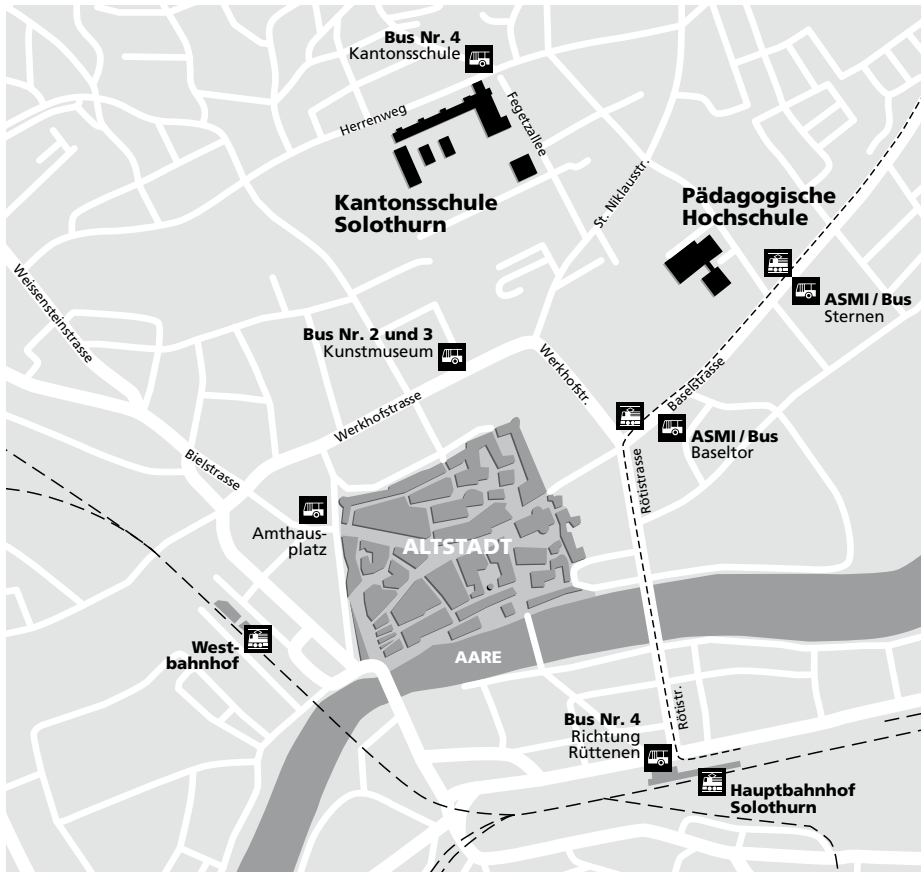 Bus Nr. 4
Kantonsschule
Herrenweg
Fegetzallee
Kantonsschule
Solothurn
St. Niklausstr.
Pädagogische
Hochschule
Weissensteinstrasse
ASMI / Bus
Sternen
Bus Nr. 2 und 3
Kunstmuseum
Werkhofstr.
Baselstrasse
Werkhofstrasse
ASMI / Bus
Baseltor
Bielstrasse
Rötistrasse
Amthaus-
platz
ALTSTADT
West-
bahnhof
AARE
Rötistr.
Bus Nr. 4
Richtung
Rüttenen
Hauptbahnhof
Solothurn